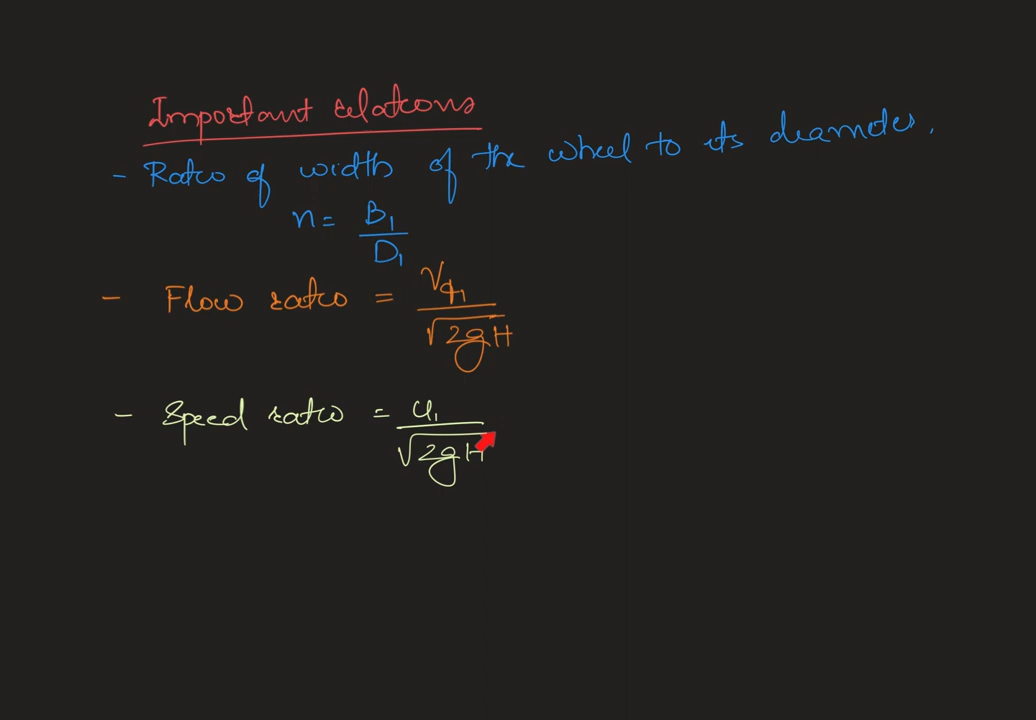 Important relations
- Ratio of width of the wheel to its diameter.
n = B₁/D₁
- Flow ratio = Vf₁/√2gH
- Speed ratio = u₁/√2gH